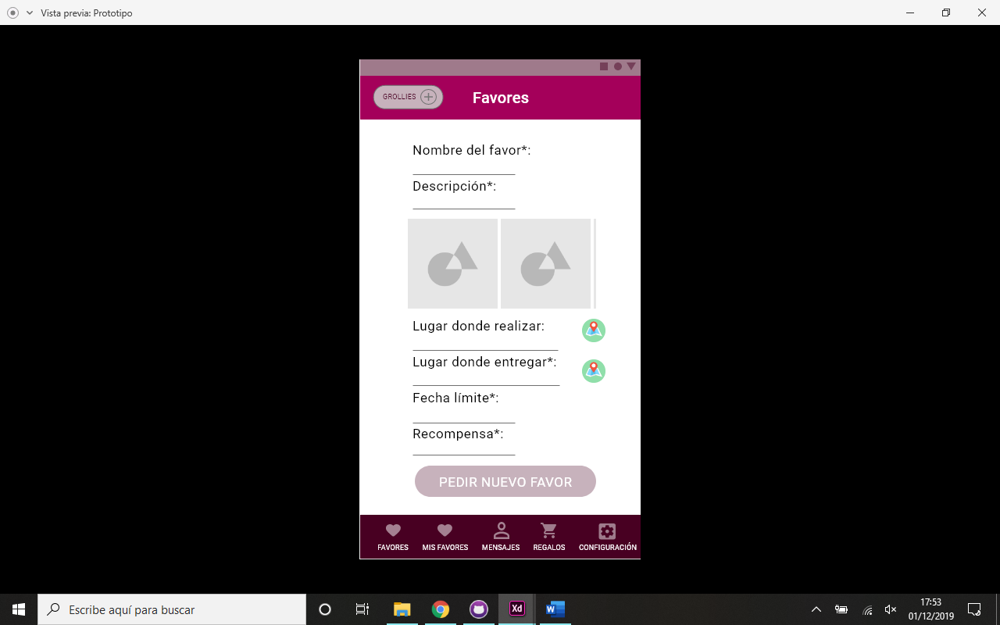 Vista previa: Prototipo
GROLLIES
Favores
Nombre del favor*:
Descripción*:
Lugar donde realizar:
Lugar donde entregar*:
Fecha límite*:
Recompensa*:
PEDIR NUEVO FAVOR
FAVORES MIS FAVORES MENSAJES REGALOS CONFIGURACIÓN
Escribe aquí para buscar
Xd
W
17:53
01/12/2019